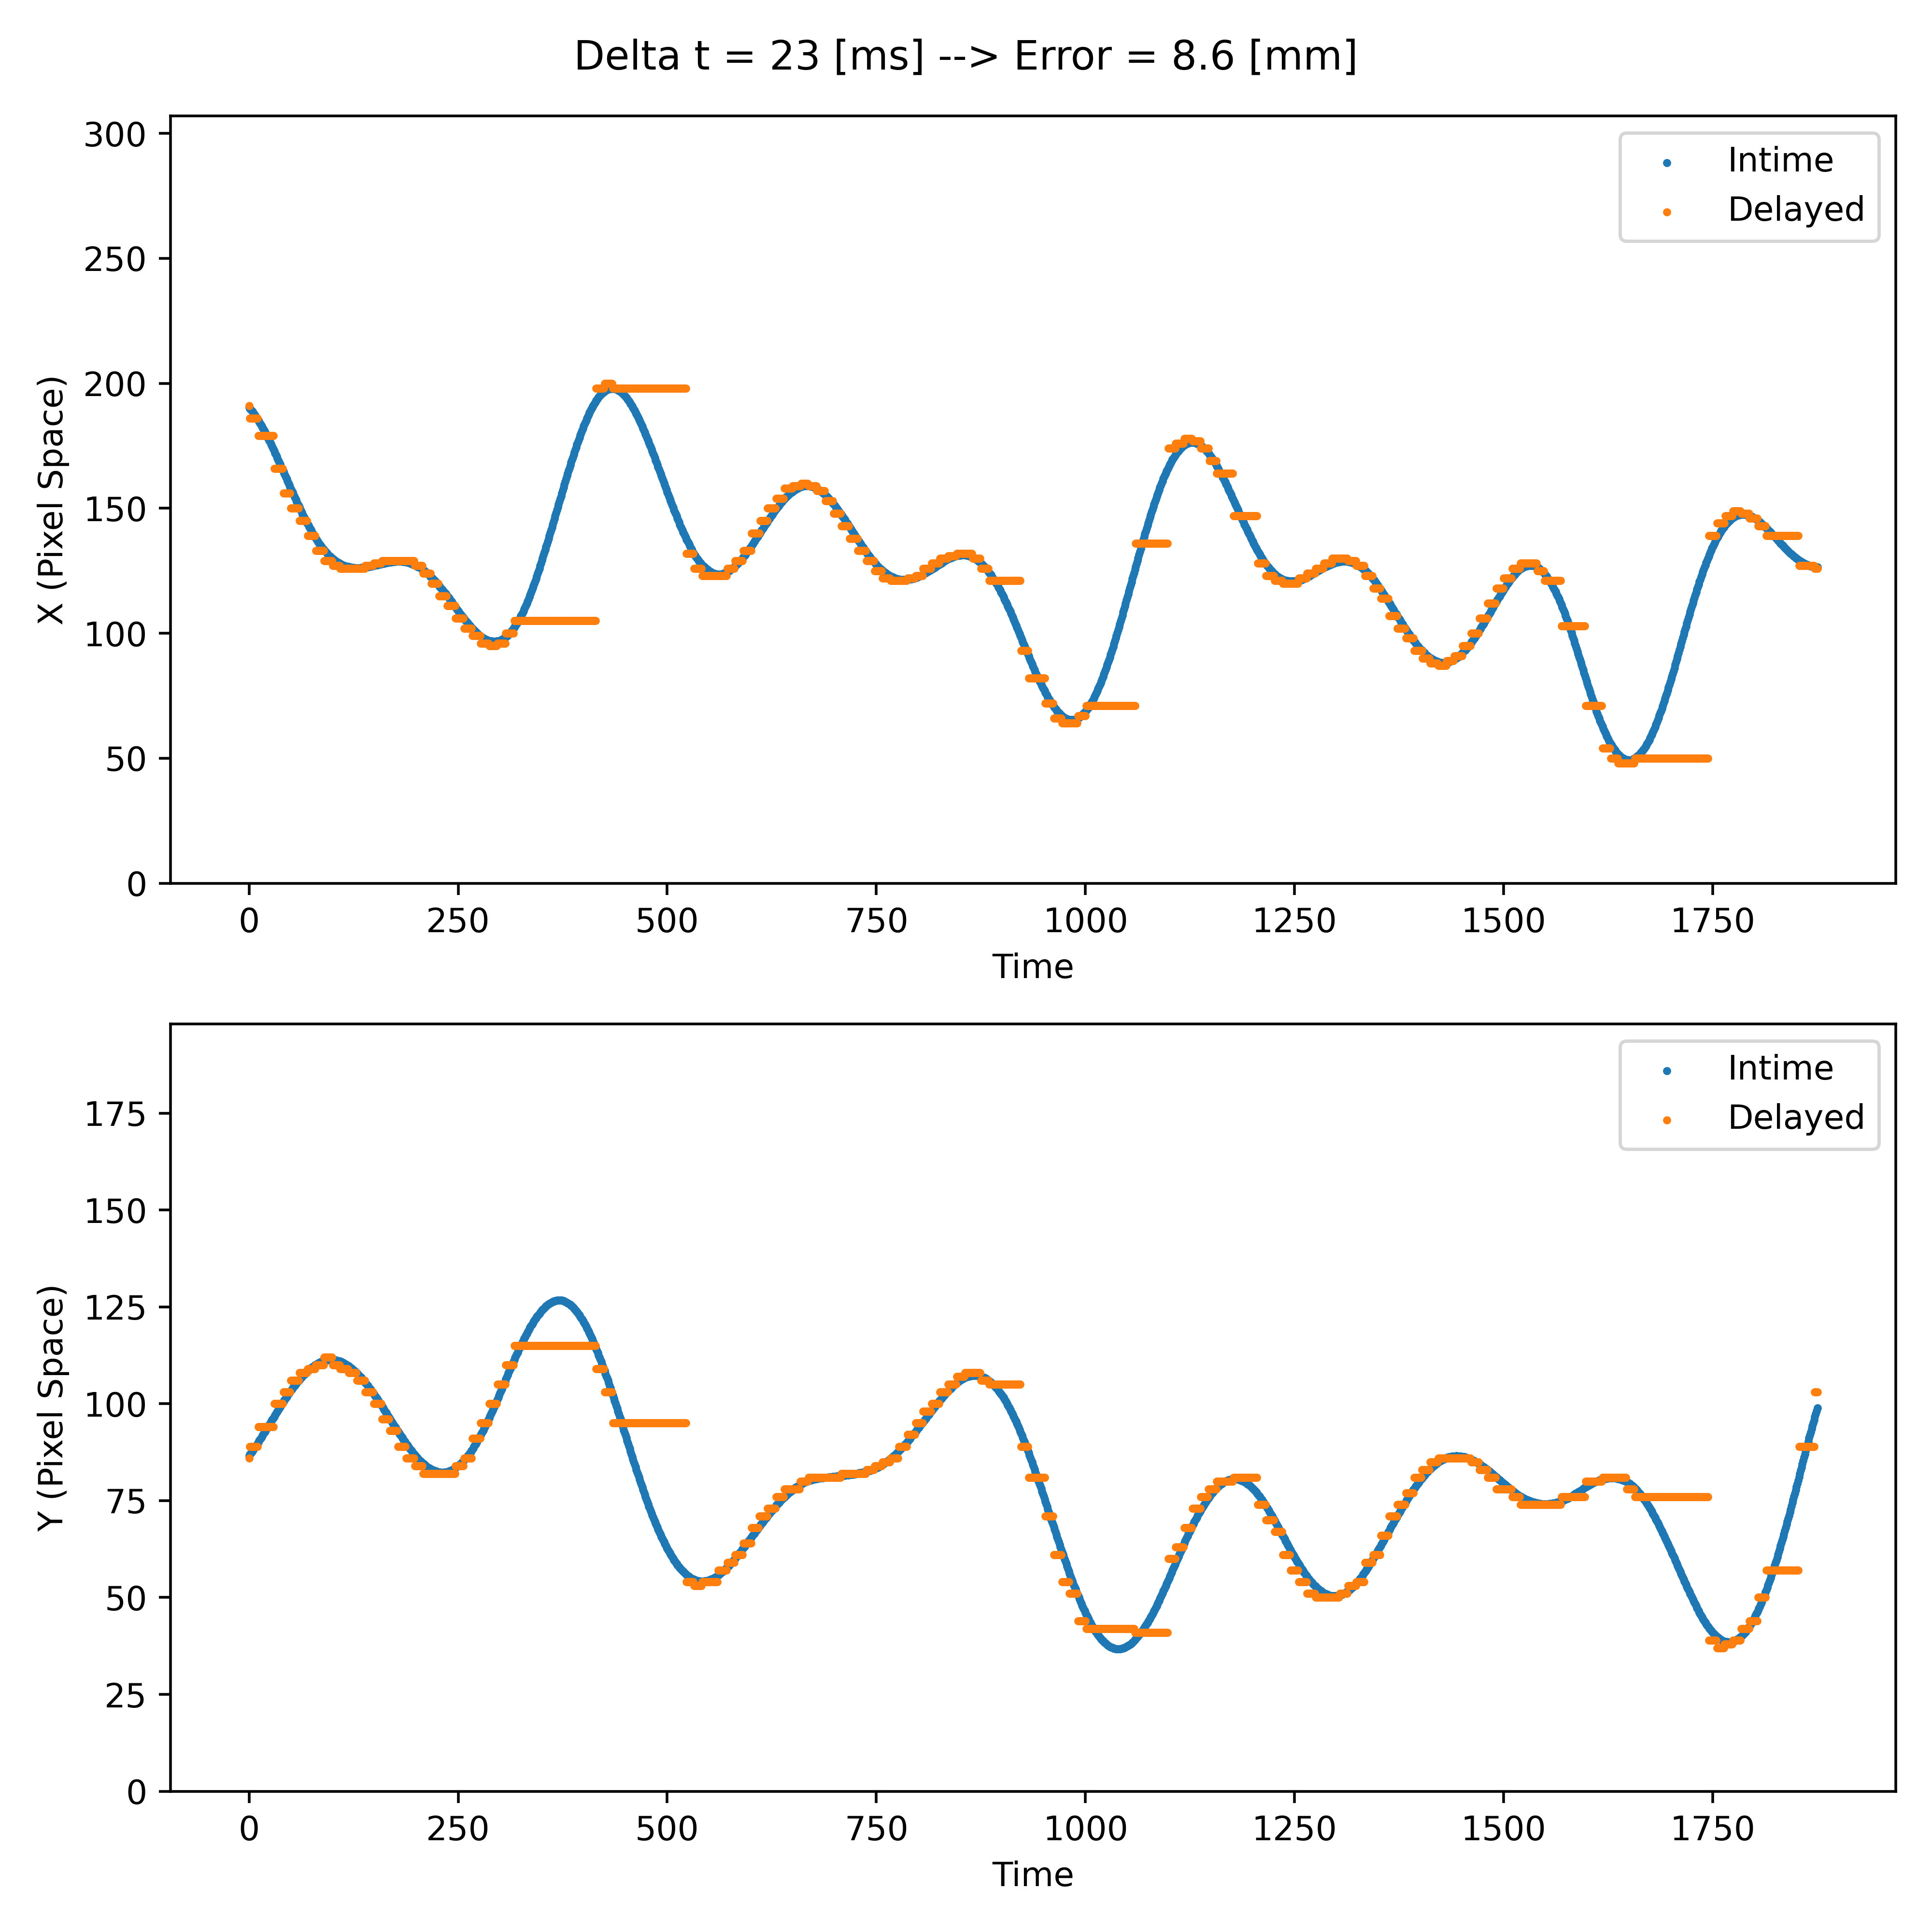 Delta t = 23 [ms] --> Error = 8.6 [mm]
300
250
200
150
100
50
0
X (Pixel Space)
Intime
Delayed
0 250 500 750 1000 1250 1500 1750
Time
175
150
125
100
75
50
25
0
Y (Pixel Space)
Intime
Delayed
0 250 500 750 1000 1250 1500 1750
Time